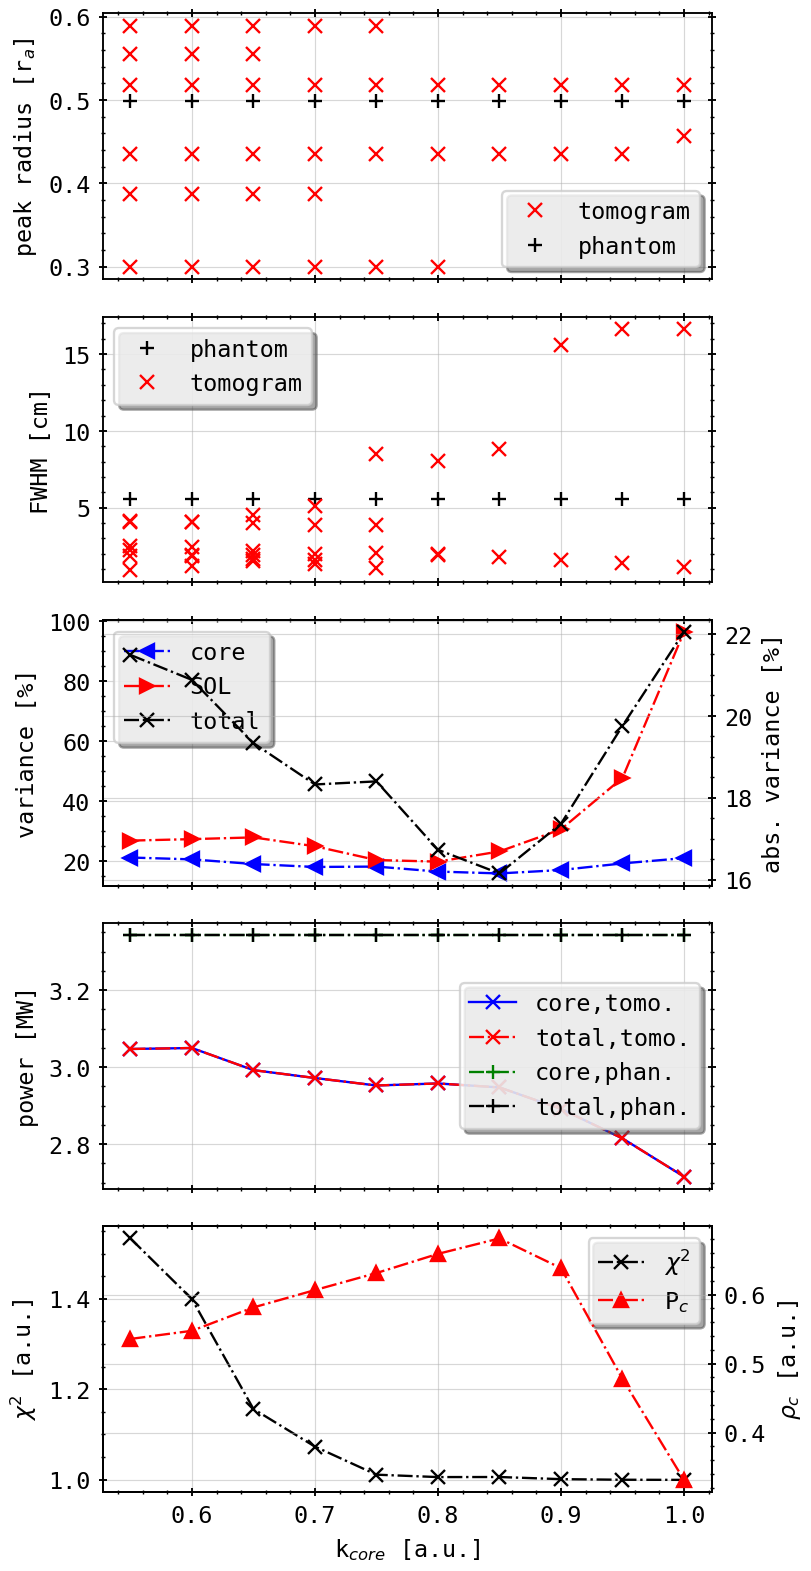 peak radius [r_a]
0.6
0.5
0.4
0.3
tomogram
phantom
FWHM [cm]
15
10
5
phantom
tomogram
variance [%]
100
80
60
40
20
core
SOL
total
22
20
18
16
abs. variance [%]
power [MW]
3.2
3.0
2.8
core,tomo.
total,tomo.
core,phan.
total,phan.
χ² [a.u.]
1.4
1.2
1.0
χ²
P_c
0.6
0.5
0.4
ρ_c [a.u.]
0.6 0.7 0.8 0.9 1.0
k_core [a.u.]